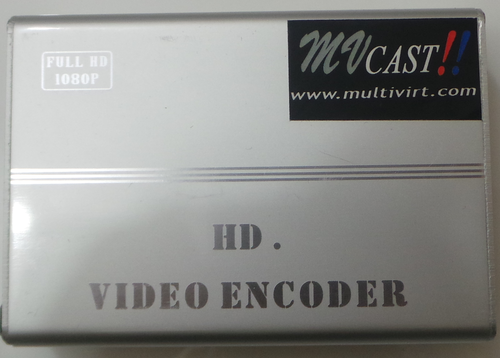 FULL HD
1080P
MVCAST!!
www.multivirt.com
HD.
VIDEO ENCODER